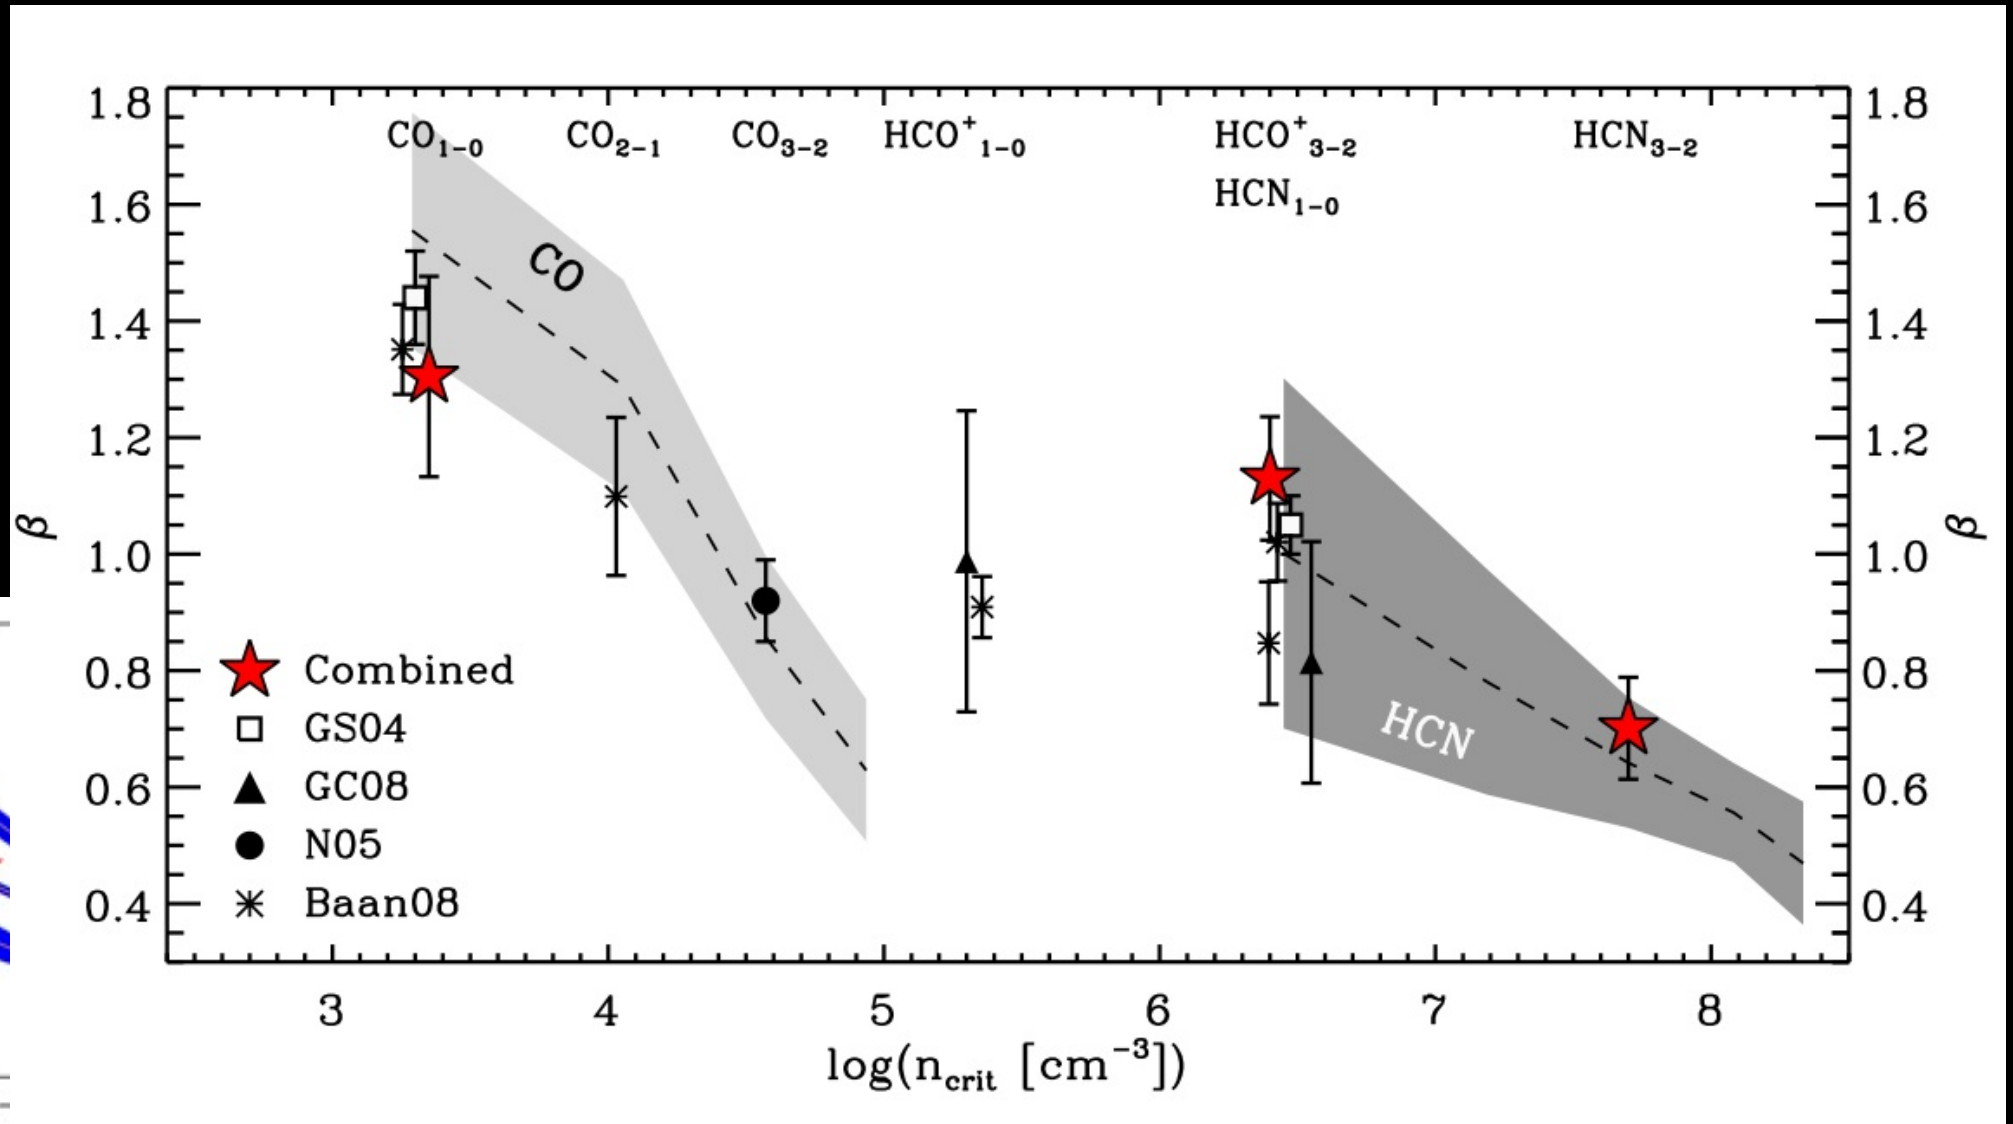 1.8 1.8
CO₁₋₀ CO₂₋₁ CO₃₋₂ HCO⁺₁₋₀ HCO⁺₃₋₂ HCN₃₋₂
HCN₁₋₀
1.6 1.6
CO
1.4 1.4
1.2 1.2
β β
1.0 1.0
0.8 0.8
Combined
GS04
HCN
GC08
0.6 0.6
N05
Baan08
0.4 0.4
3 4 5 6 7 8
log(n_crit [cm⁻³])